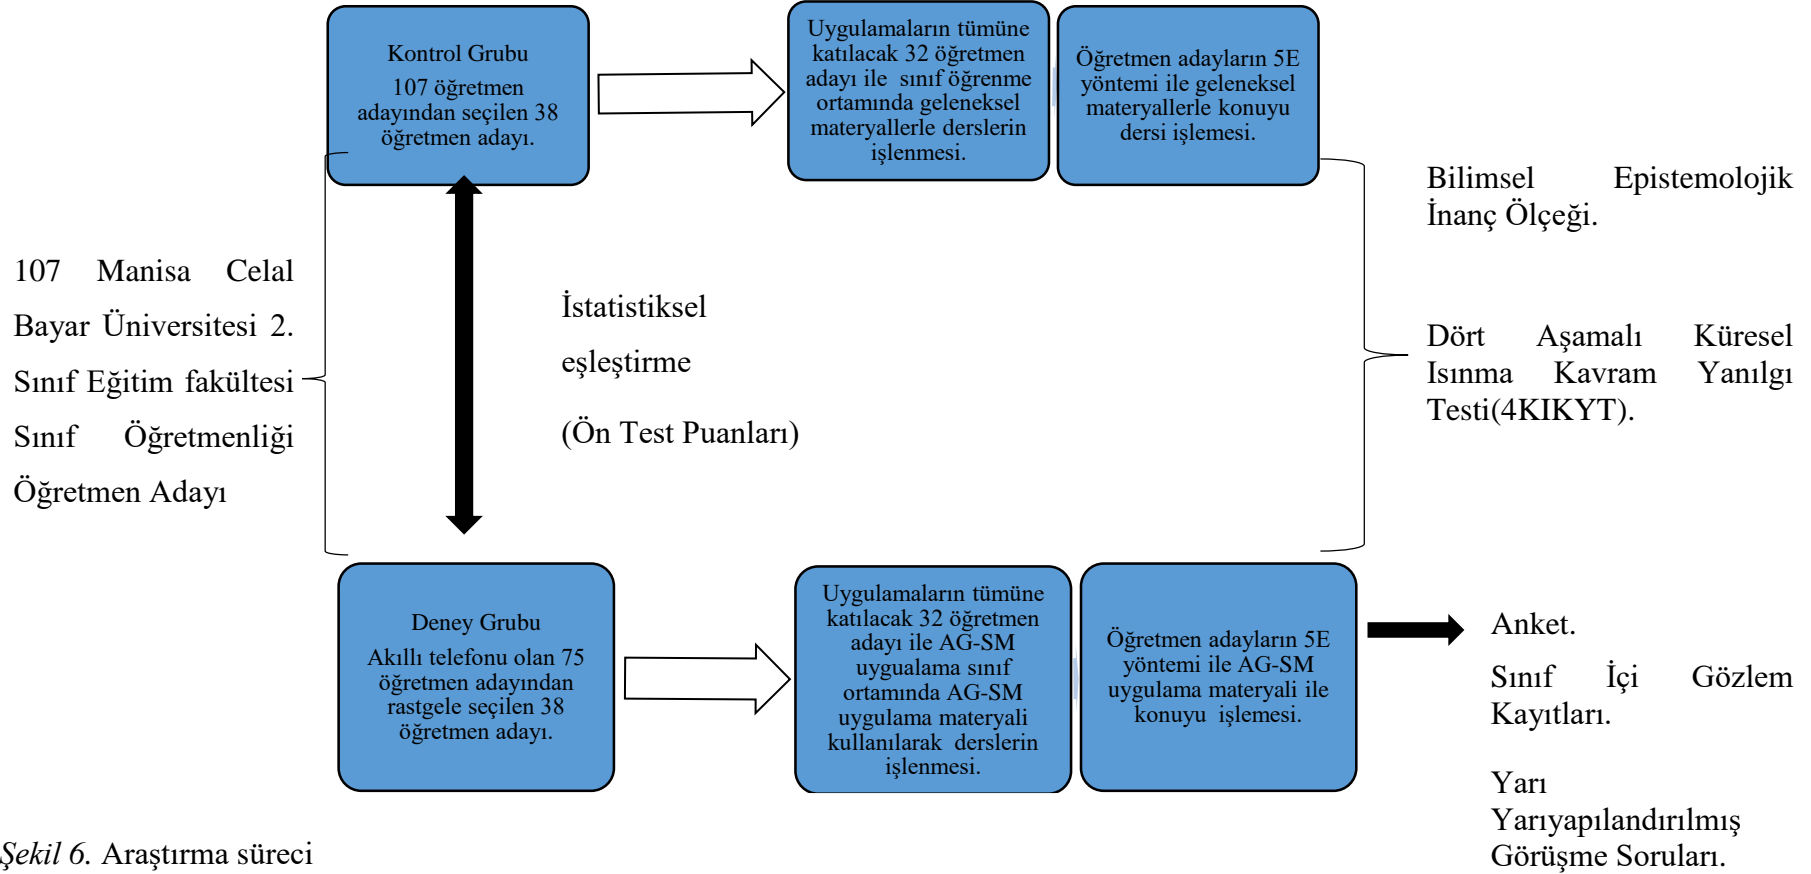 107 Manisa Celal
Bayar Üniversitesi 2.
Sınıf Eğitim fakültesi
Sınıf Öğretmenliği
Öğretmen Adayı
Kontrol Grubu
107 öğretmen
adayından seçilen 38
öğretmen adayı.
Uygulamaların tümüne
katılacak 32 öğretmen
adayı ile sınıf öğrenme
ortamında geleneksel
materyallerle derslerin
işlenmesi.
Öğretmen adayların 5E
yöntemi ile geleneksel
materyallerle konuyu
dersi işlemesi.
İstatistiksel
eşleştirme
(Ön Test Puanları)
Bilimsel Epistemolojik
İnanç Ölçeği.
Dört Aşamalı Küresel
Isınma Kavram Yanılgı
Testi(4KIKYT).
Deney Grubu
Akıllı telefonu olan 75
öğretmen adayından
rastgele seçilen 38
öğretmen adayı.
Uygulamaların tümüne
katılacak 32 öğretmen
adayı ile AG-SM
uygualama sınıf
ortamında AG-SM
uygulama materyali
kullanılarak derslerin
işlenmesi.
Öğretmen adayların 5E
yöntemi ile AG-SM
uygulama materyali ile
konuyu işlemesi.
Anket.
Sınıf İçi Gözlem
Kayıtları.
Yarı
Yarıyapılandırılmış
Görüşme Soruları.
Şekil 6. Araştırma süreci